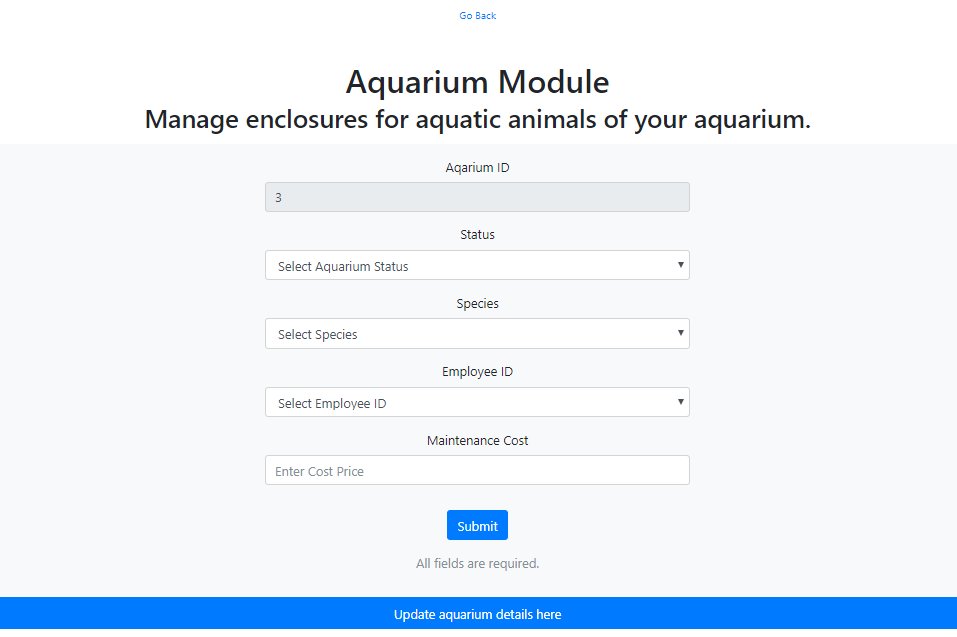 Go Back
Aquarium Module
Manage enclosures for aquatic animals of your aquarium.
Aqarium ID
3
Status
Select Aquarium Status
Species
Select Species
Employee ID
Select Employee ID
Maintenance Cost
Enter Cost Price
Submit
All fields are required.
Update aquarium details here